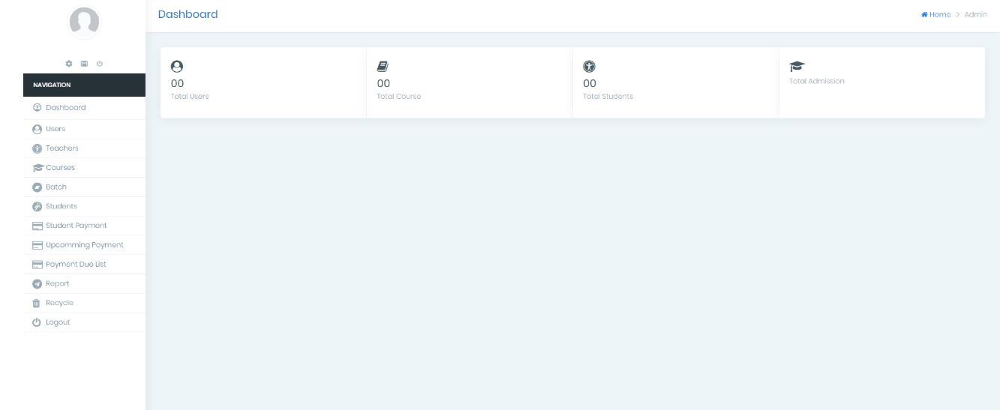 Dashboard
Home > Admin
NAVIGATION
Dashboard
Users
Teachers
Courses
Batch
Students
Student Payment
Upcomming Payment
Payment Due List
Report
Recycle
Logout
00
Total Users
00
Total Course
00
Total Students
Total Admission